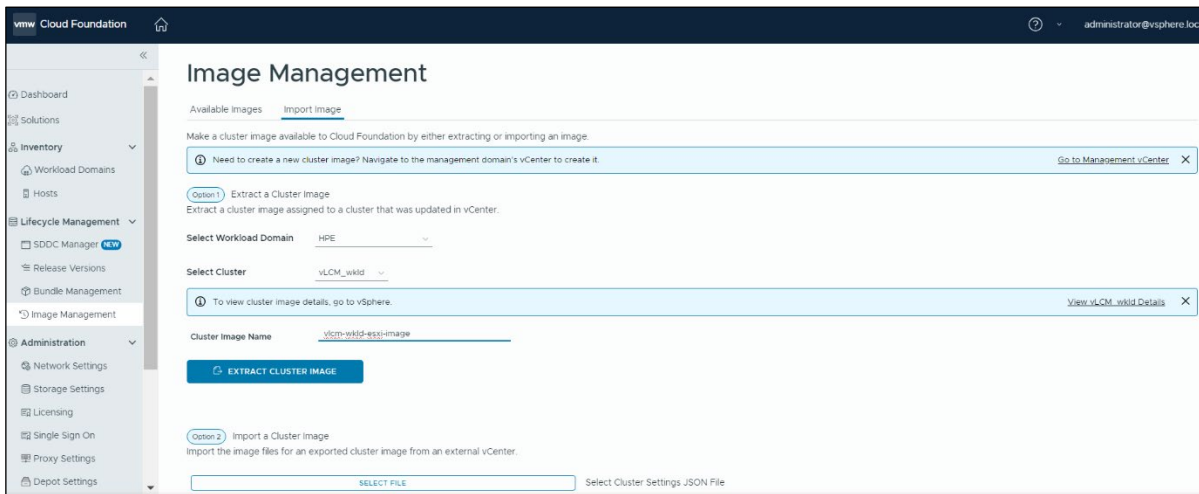 vmw Cloud Foundation
administrator@vsphere.loc
Dashboard
Solutions
Inventory
Workload Domains
Hosts
Lifecycle Management
SDDC Manager NEW
Release Versions
Bundle Management
Image Management
Administration
Network Settings
Storage Settings
Licensing
Single Sign On
Proxy Settings
Depot Settings
Image Management
Available Images Import Image
Make a cluster image available to Cloud Foundation by either extracting or importing an image.
Need to create a new cluster image? Navigate to the management domain's vCenter to create it. Go to Management vCenter
Option 1 Extract a Cluster Image
Extract a cluster image assigned to a cluster that was updated in vCenter.
Select Workload Domain HPE
Select Cluster vLCM_wkld
To view cluster image details, go to vSphere. View vLCM_wkld Details
Cluster Image Name vlcm-wkld-esxi-image
EXTRACT CLUSTER IMAGE
Option 2 Import a Cluster Image
Import the image files for an exported cluster image from an external vCenter.
SELECT FILE Select Cluster Settings JSON File